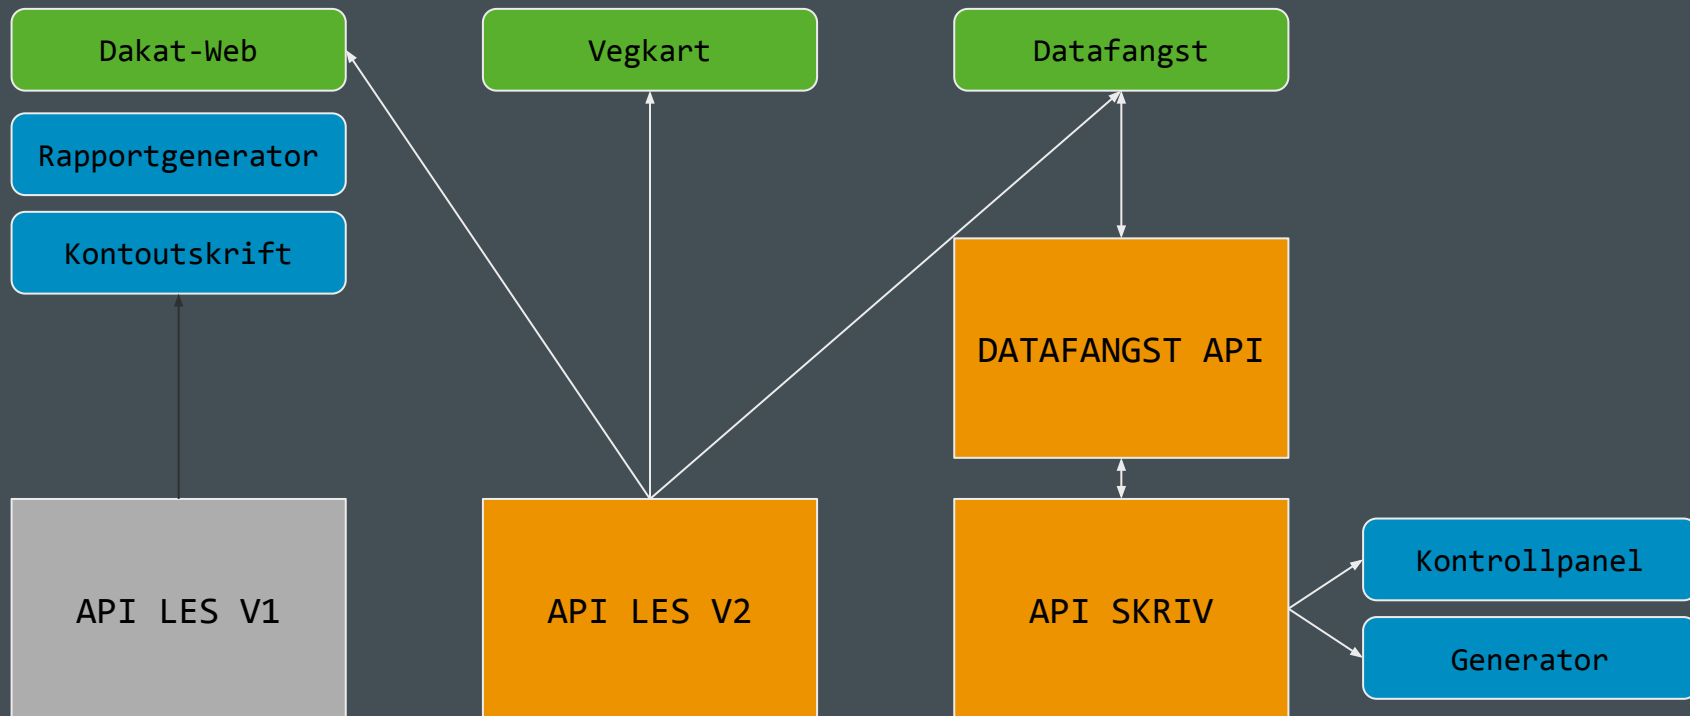 Dakat-Web
Vegkart
Datafangst
Rapportgenerator
Kontoutskrift
DATAFANGST API
API LES V1
API LES V2
API SKRIV
Kontrollpanel
Generator